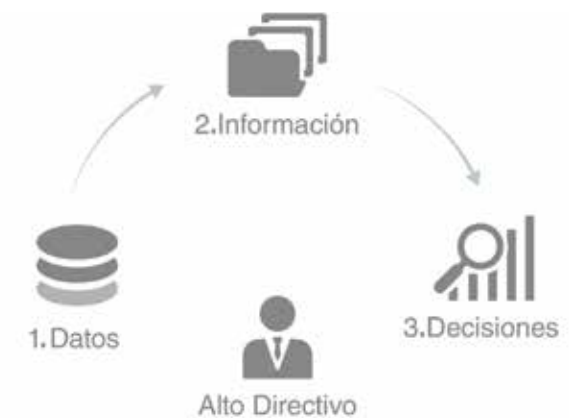 2.Información
1.Datos
3.Decisiones
Alto Directivo